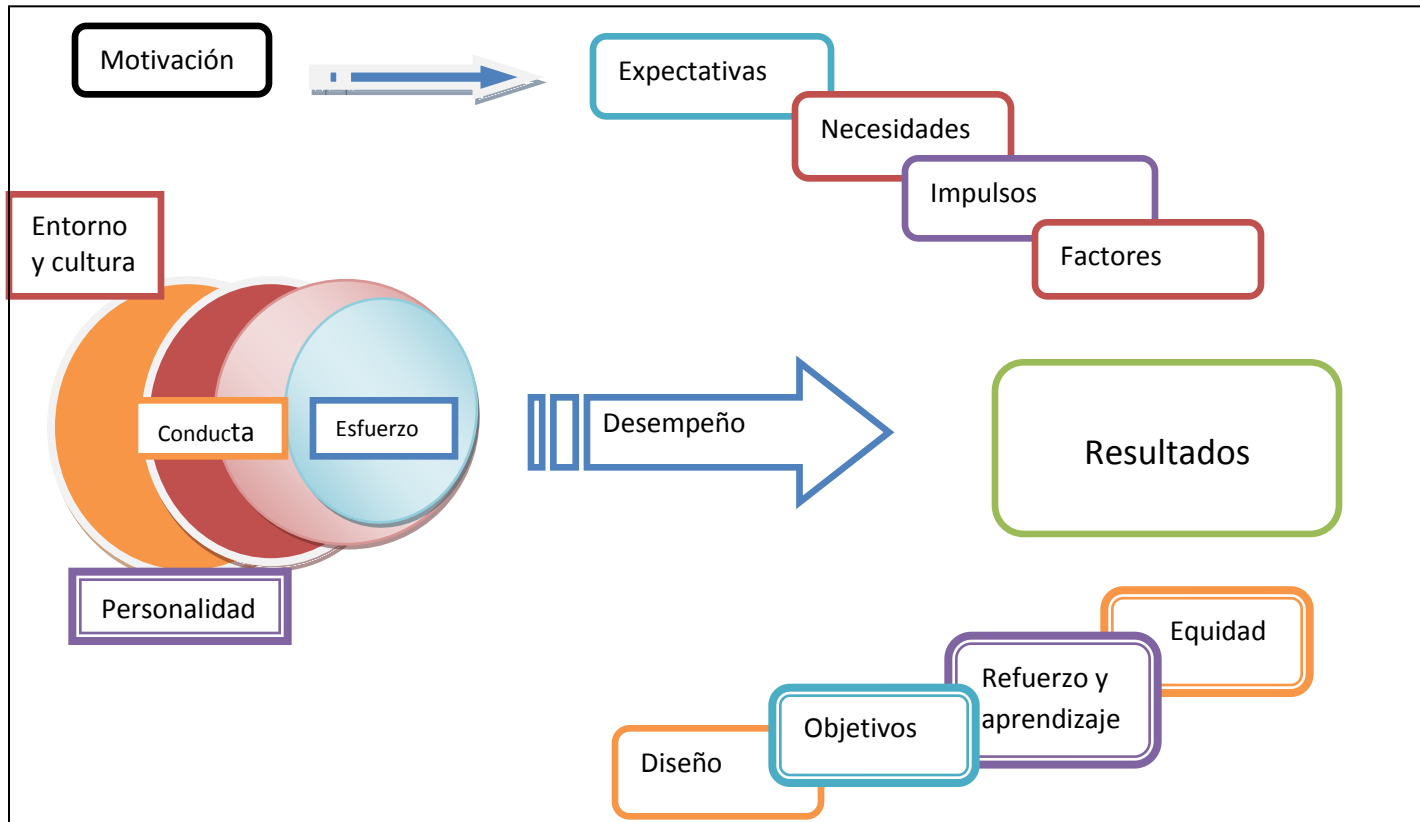 Motivación
Expectativas
Necesidades
Impulsos
Factores
Entorno
y cultura
Conducta
Esfuerzo
Desempeño
Resultados
Personalidad
Equidad
Refuerzo y
aprendizaje
Objetivos
Diseño